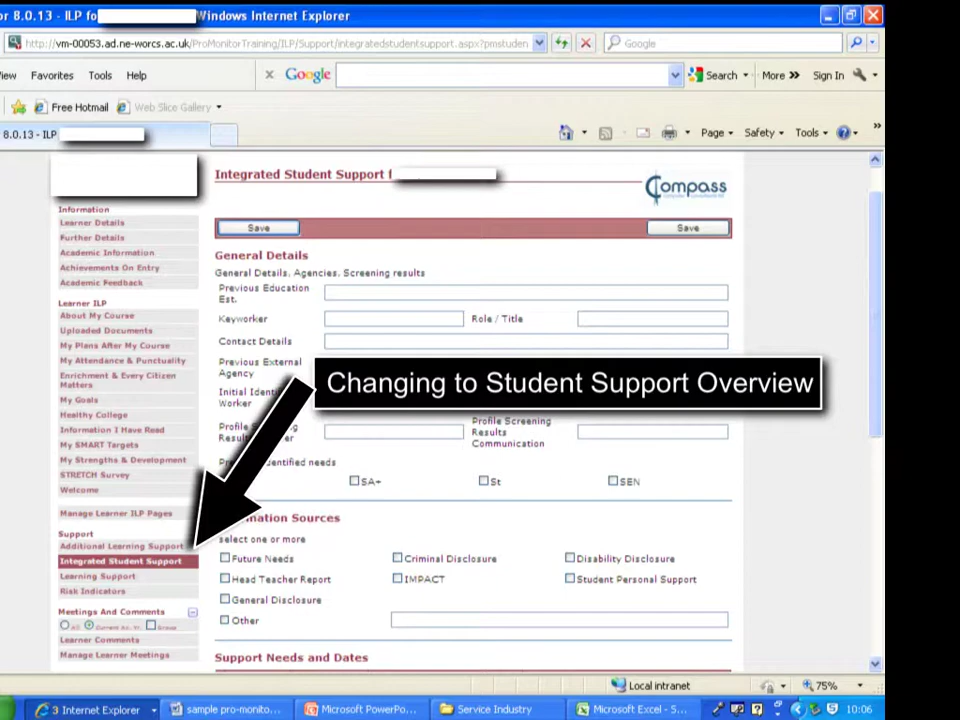 or 8.0.13 - ILP fo Windows Internet Explorer
http://vm-00053.ad.ne-worcs.ac.uk/ProMonitorTraining/ILP/Support/integratedstudentsupport.aspx?pmstuden
Google
iew Favorites Tools Help
x Google Search More » Sign In
Free Hotmail Web Slice Gallery
8.0.13 - ILP
Page Safety Tools
Integrated Student Support f
Compass
Save Save
Information
Learner Details
Further Details
Academic Information
Achievements On Entry
Academic Feedback
Learner ILP
About My Course
Uploaded Documents
My Plans After My Course
My Attendance & Punctuality
Enrichment & Every Citizen
Matters
My Goals
Healthy College
Information I Have Read
My SMART Targets
My Strengths & Development
STRETCH Survey
Welcome
Manage Learner ILP Pages
Support
Additional Learning Support
Integrated Student Support
Learning Support
Risk Indicators
Meetings And Comments
All Current Ac. Yr. Group
Learner Comments
Manage Learner Meetings
General Details
General Details, Agencies, Screening results
Previous Education
Est.
Keyworker Role / Title
Contact Details
Previous External
Agency
Changing to Student Support Overview
Initial Identi
Worker
Profile Screening
Results
Profile Screening
Results
Communication
identified needs
SA+ St SEN
Information Sources
select one or more
Future Needs Criminal Disclosure Disability Disclosure
Head Teacher Report IMPACT Student Personal Support
General Disclosure
Other
Support Needs and Dates
Local intranet 75%
3 Internet Explorer sample pro-monito... Microsoft PowerPo... Service Industry Microsoft Excel - S... 10:06